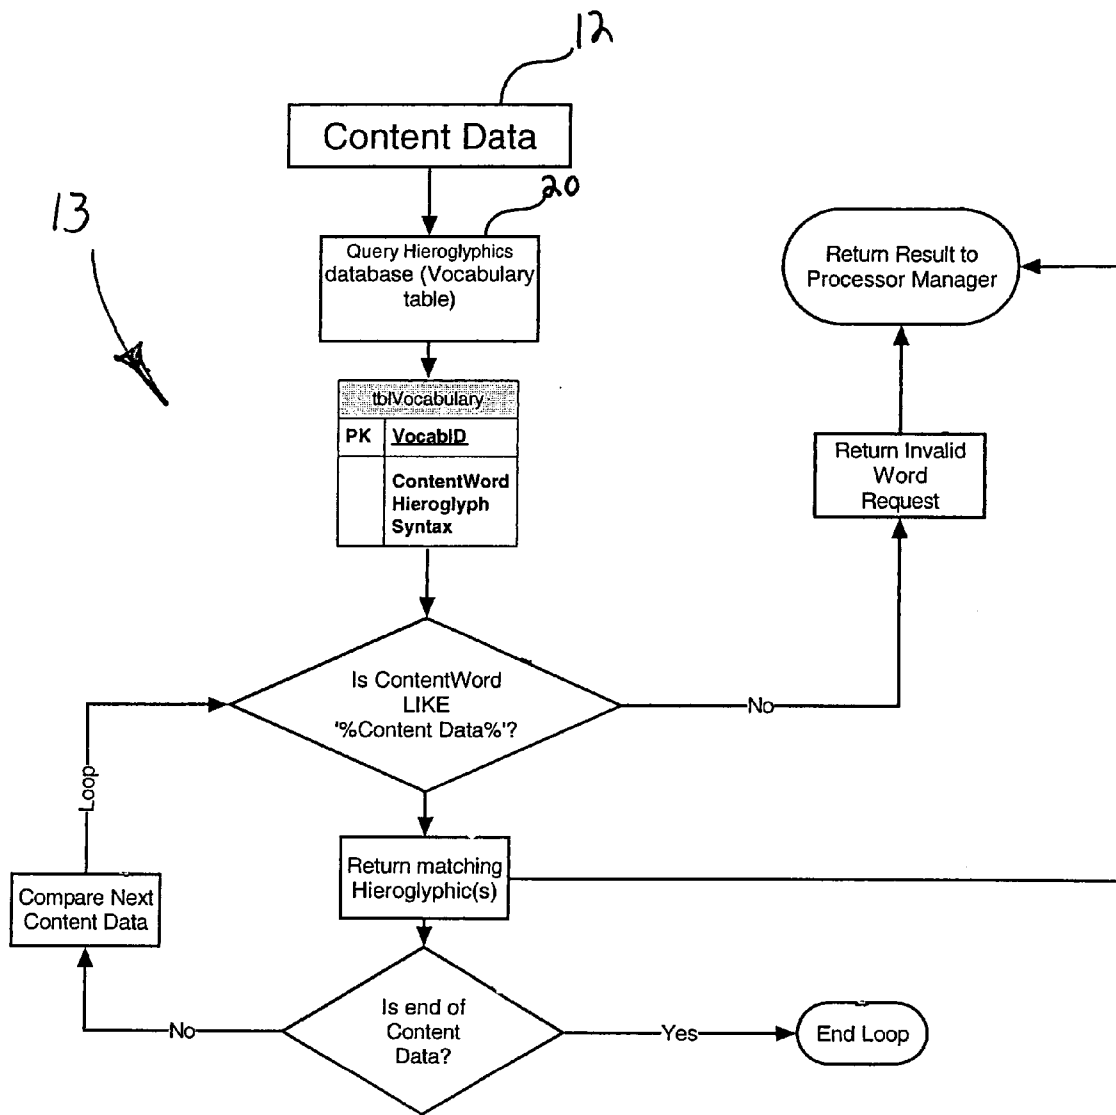 12
Content Data
20
13
Query Hieroglyphics
database (Vocabulary
table)
Return Result to
Processor Manager
tblVocabulary
PK VocabID
ContentWord
Hieroglyph
Syntax
Return Invalid
Word
Request
Is ContentWord
LIKE
'%Content Data%'?
No
Loop
Return matching
Hieroglyphic(s)
Compare Next
Content Data
Is end of
Content
Data?
No
Yes
End Loop